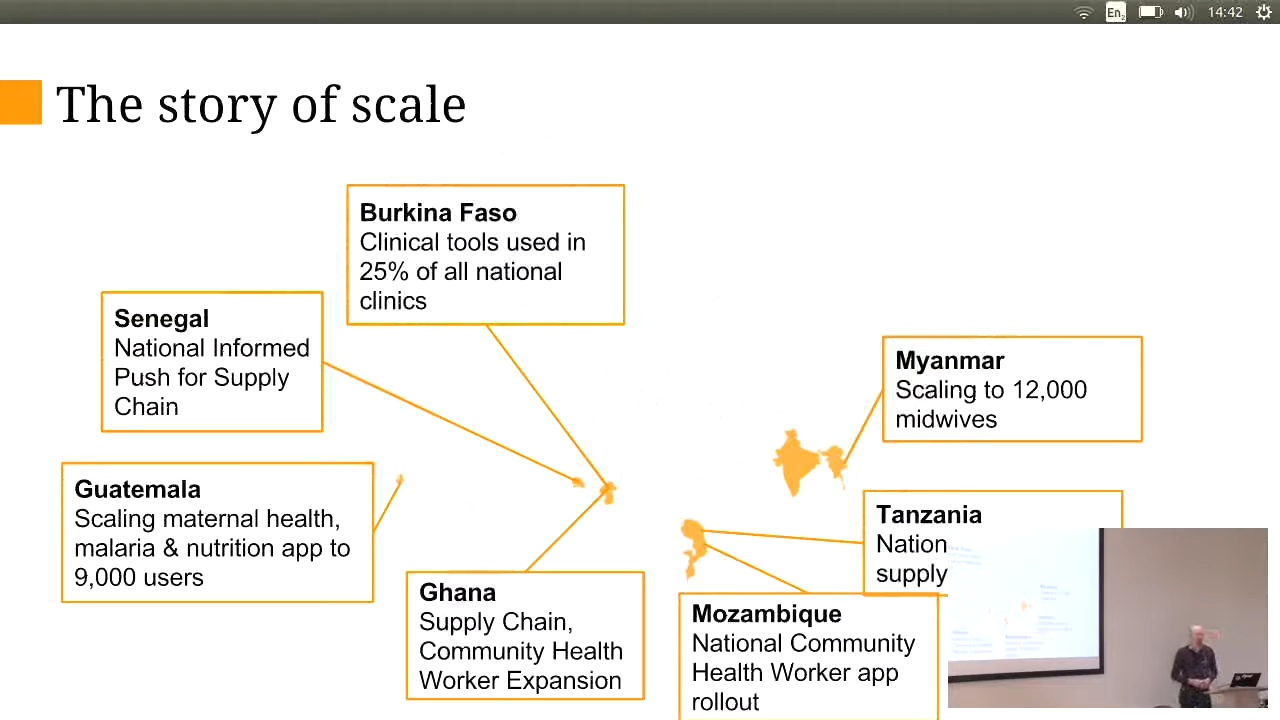 En2
14:42
The story of scale
Burkina Faso
Clinical tools used in
25% of all national
clinics
Senegal
National Informed
Push for Supply
Chain
Myanmar
Scaling to 12,000
midwives
Guatemala
Scaling maternal health,
malaria & nutrition app to
9,000 users
Tanzania
Nation
supply
Ghana
Supply Chain,
Community Health
Worker Expansion
Mozambique
National Community
Health Worker app
rollout